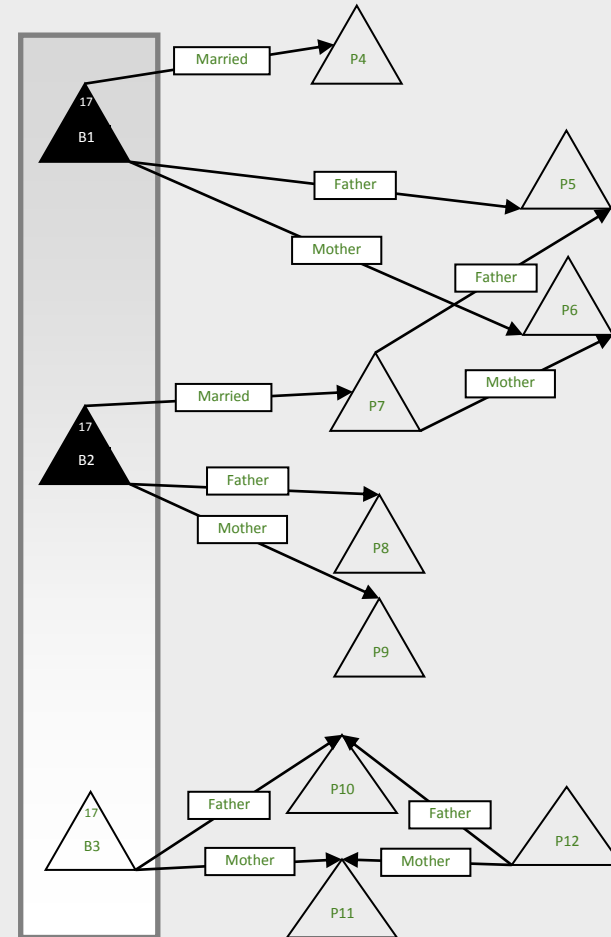 Married
P4
17
B1
Father
P5
Mother
Father
P6
Married
Mother
P7
17
B2
Father
Mother
P8
P9
P10
17
B3
Father
Father
P12
Mother
Mother
P11